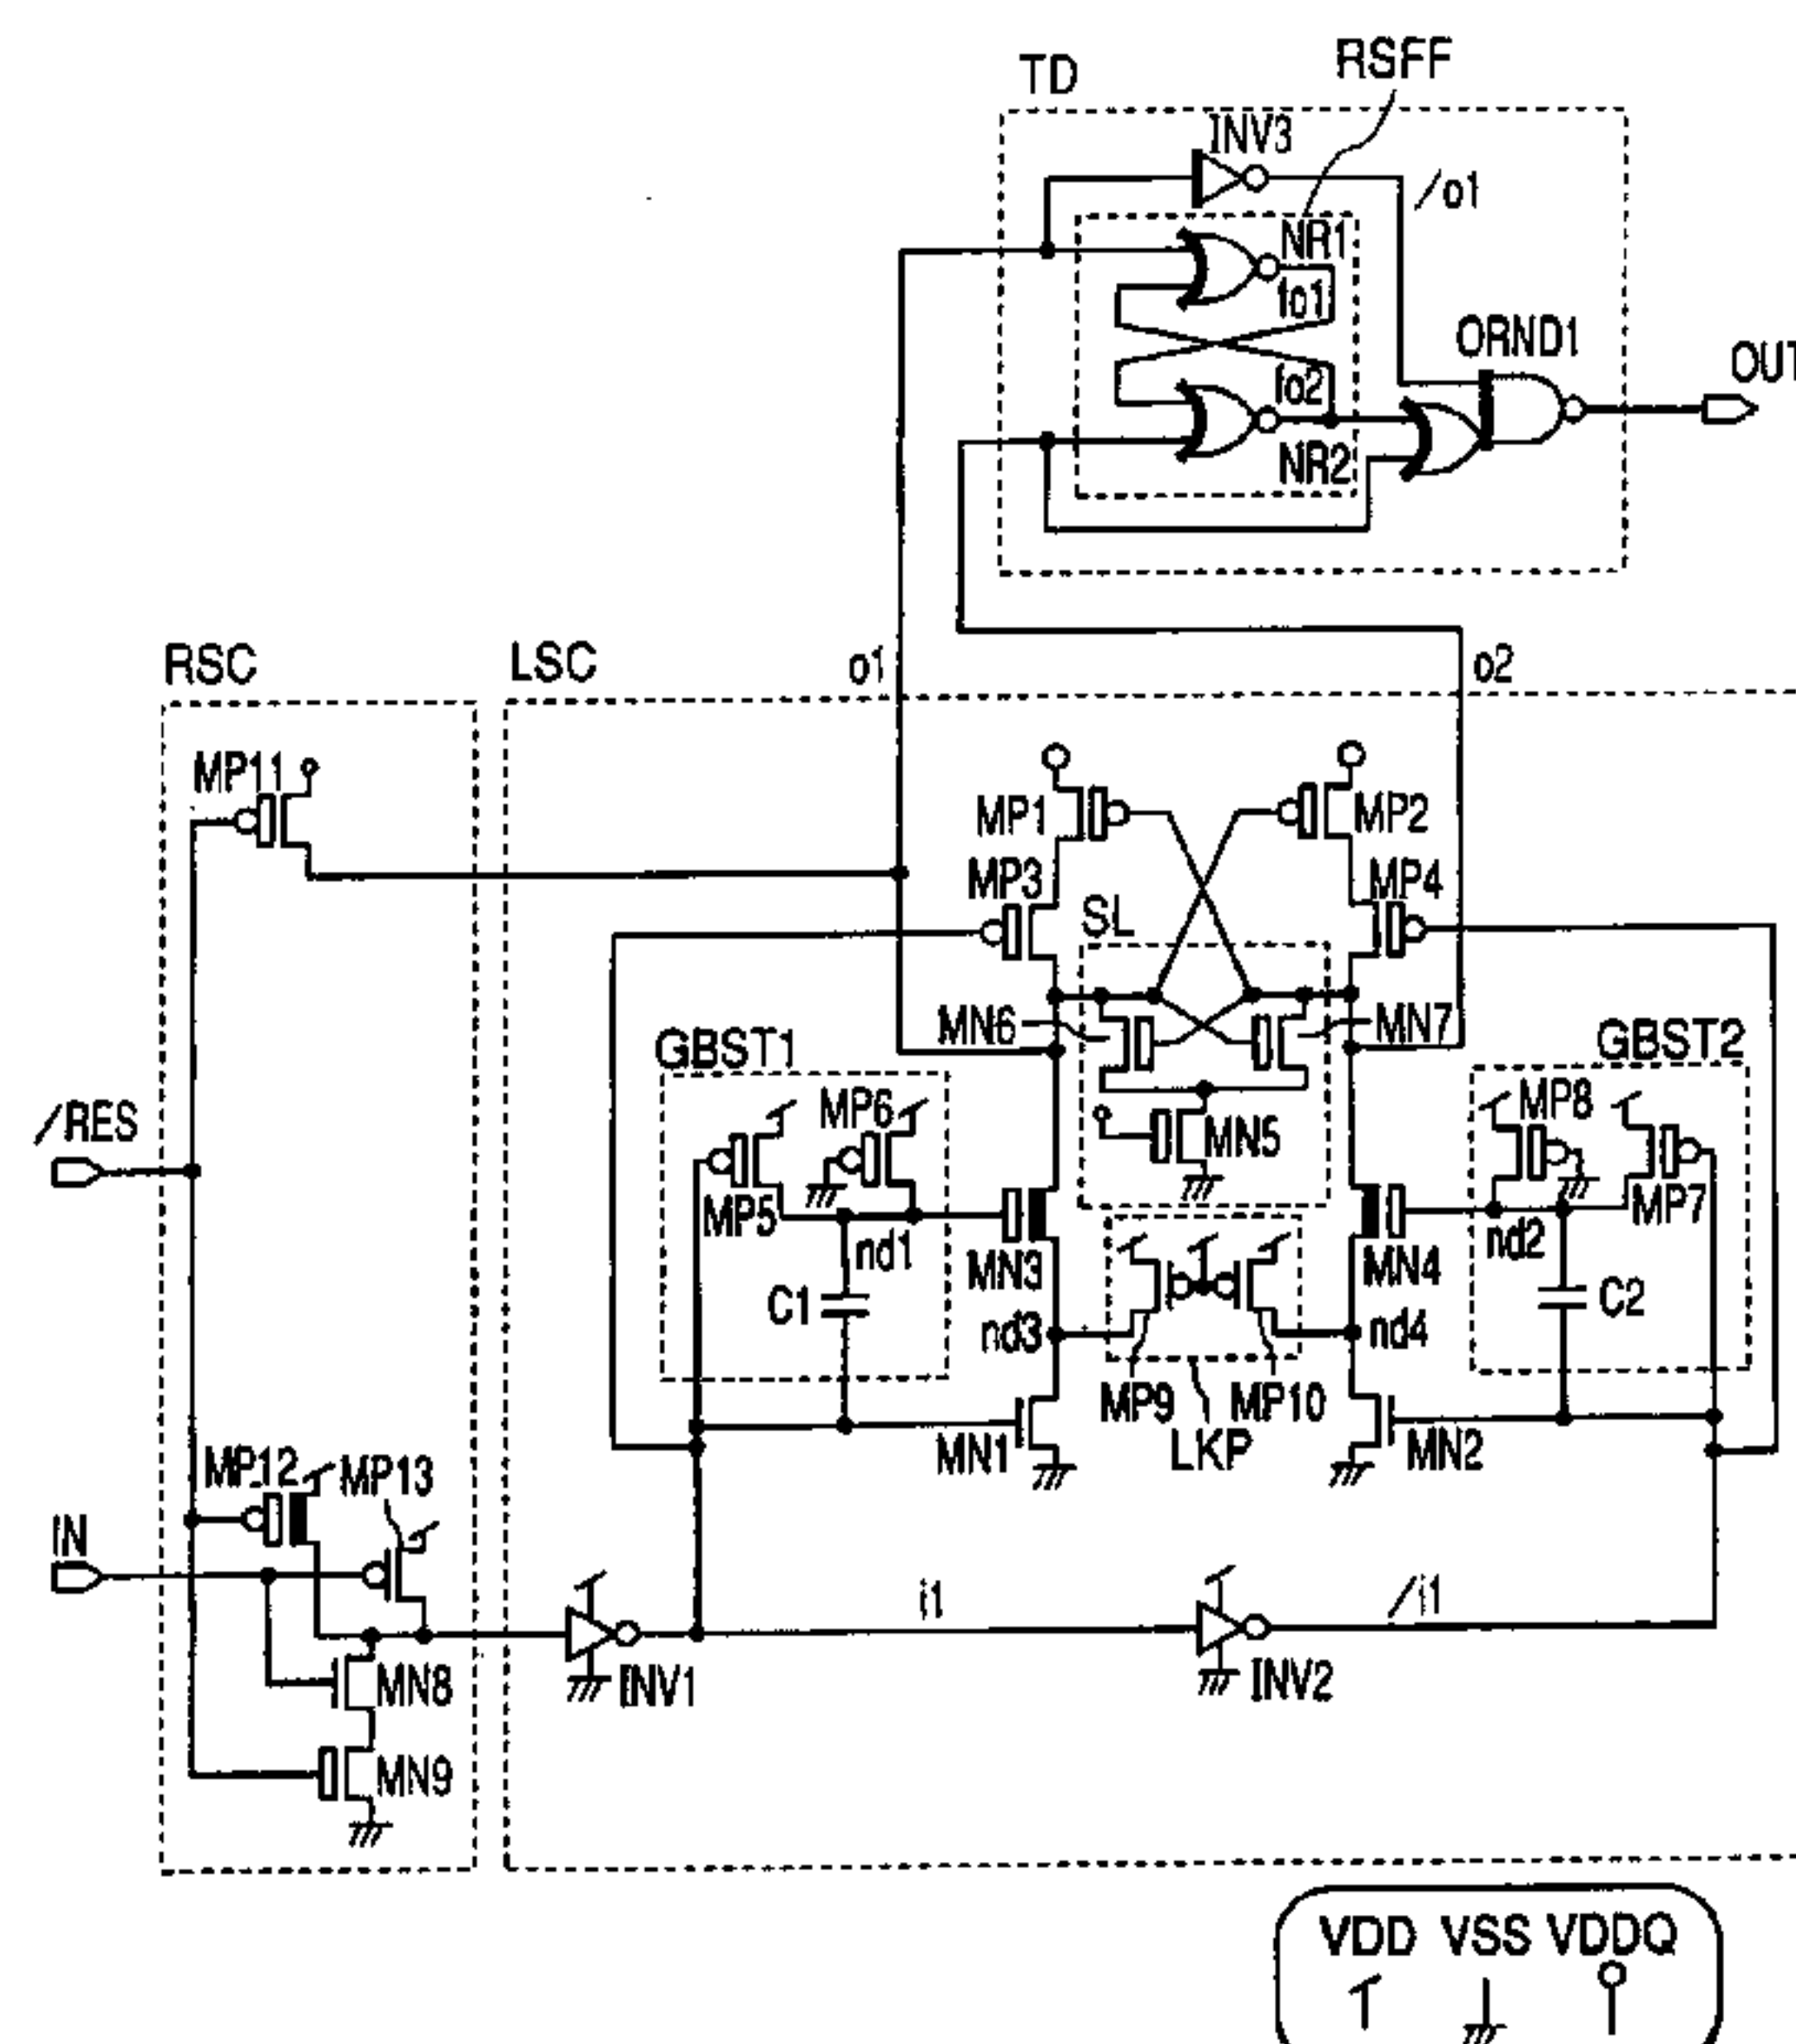 RSFF
TD
INV3
/o1
NR1
fo1
ORND1
OUT
fo2
NR2
RSC
LSC
o1
o2
MP11
MP1
MP2
MP3
MP4
SL
MN6
MN7
GBST1
GBST2
MP6
MP8
/RES
MN5
MP5
MP7
nd1
nd2
MN3
MN4
C1
C2
nd3
nd4
MP9
MP10
MN1
LKP
MN2
MP12
MP13
IN
i1
/i1
MN8
INV1
INV2
MN9
VDD VSS VDDQ